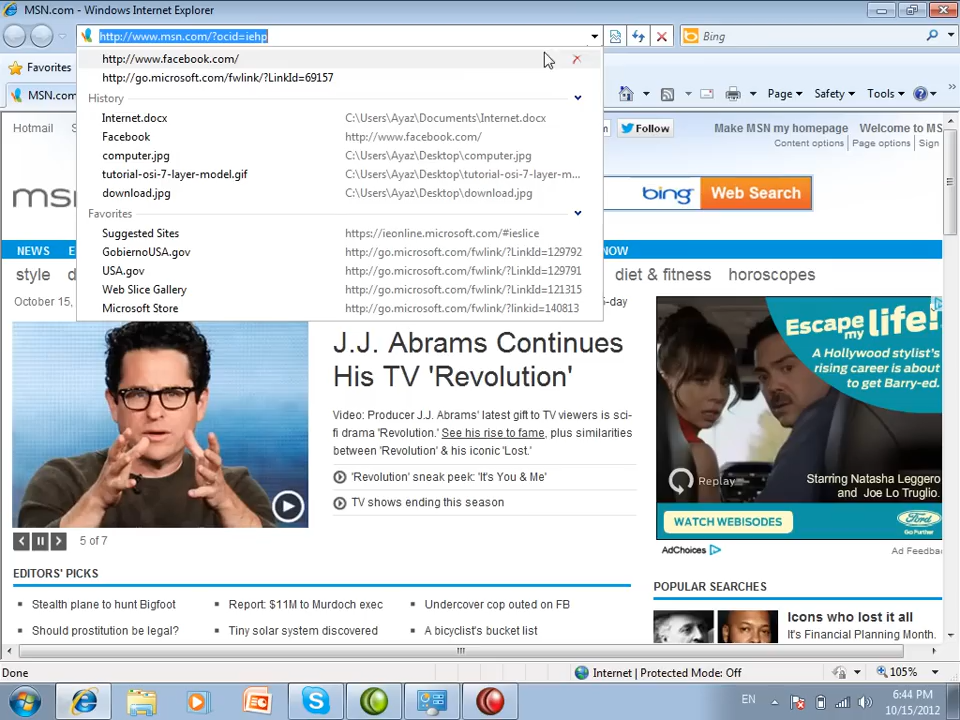 MSN.com - Windows Internet Explorer
http://www.msn.com/?ocid=iehp
Bing
http://www.facebook.com/
http://go.microsoft.com/fwlink/?LinkId=69157
Favorites
MSN.com
Page
Safety
Tools
History
Internet.docx C:\Users\Ayaz\Documents\Internet.docx
Facebook http://www.facebook.com/
computer.jpg C:\Users\Ayaz\Desktop\computer.jpg
tutorial-osi-7-layer-model.gif C:\Users\Ayaz\Desktop\tutorial-osi-7-layer-m...
download.jpg C:\Users\Ayaz\Desktop\download.jpg
Favorites
Suggested Sites https://ieonline.microsoft.com/#ieslice
GobiernoUSA.gov http://go.microsoft.com/fwlink/?LinkId=129792
USA.gov http://go.microsoft.com/fwlink/?LinkId=129791
Web Slice Gallery http://go.microsoft.com/fwlink/?LinkId=121315
Microsoft Store http://go.microsoft.com/fwlink/?linkid=140813
Hotmail
Follow
Make MSN my homepage Welcome to MS
Content options Page options Sign
msn
bing Web Search
NEWS E NOW
style d diet & fitness horoscopes
October 15, 5-day
J.J. Abrams Continues
His TV 'Revolution'
Video: Producer J.J. Abrams' latest gift to TV viewers is sci-
fi drama 'Revolution.' See his rise to fame, plus similarities
between 'Revolution' & his iconic 'Lost.'
'Revolution' sneak peek: 'It's You & Me'
TV shows ending this season
5 of 7
Escape
my life!
A Hollywood stylist's
rising career is about
to get Barry-ed.
Replay
Starring Natasha Leggero
and Joe Lo Truglio.
WATCH WEBISODES
Ford
Go Further
AdChoices
Ad Feedba
EDITORS' PICKS
Stealth plane to hunt Bigfoot
Report: $11M to Murdoch exec
Undercover cop outed on FB
Should prostitution be legal?
Tiny solar system discovered
A bicyclist's bucket list
POPULAR SEARCHES
Icons who lost it all
It's Financial Planning Month.
Done
Internet | Protected Mode: Off
105%
EN
6:44 PM
10/15/2012